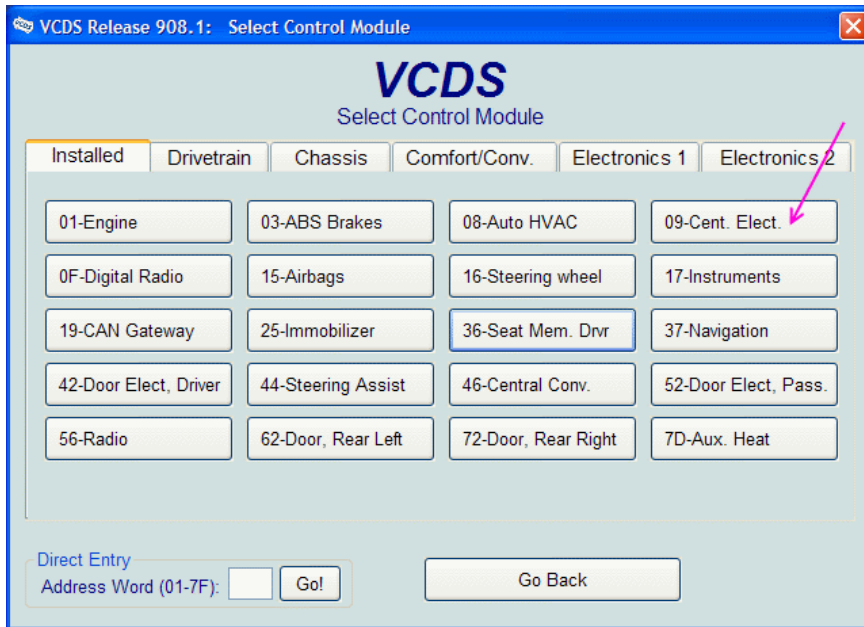 VCDS Release 908.1: Select Control Module
VCDS
Select Control Module
Installed Drivetrain Chassis Comfort/Conv. Electronics 1 Electronics 2
01-Engine 03-ABS Brakes 08-Auto HVAC 09-Cent. Elect.
0F-Digital Radio 15-Airbags 16-Steering wheel 17-Instruments
19-CAN Gateway 25-Immobilizer 36-Seat Mem. Drvr 37-Navigation
42-Door Elect, Driver 44-Steering Assist 46-Central Conv. 52-Door Elect, Pass.
56-Radio 62-Door, Rear Left 72-Door, Rear Right 7D-Aux. Heat
Direct Entry
Address Word (01-7F): Go! Go Back